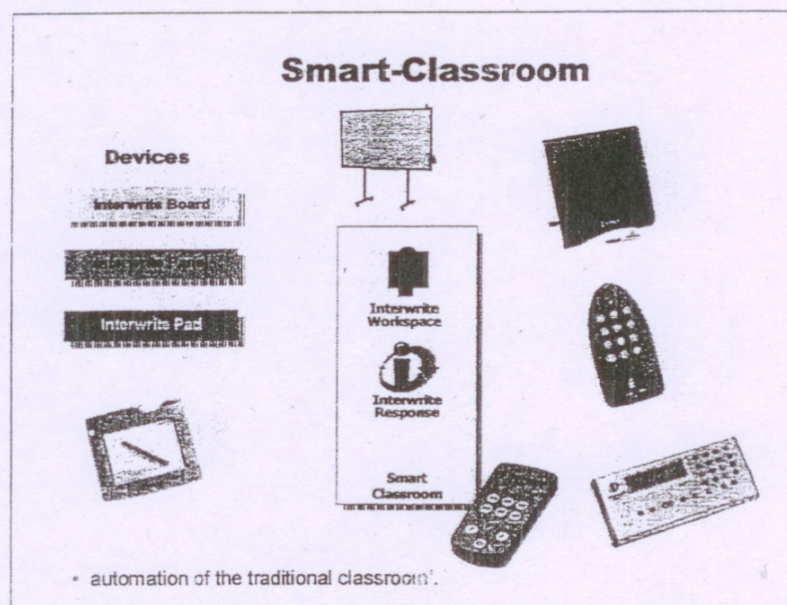 Smart-Classroom
Devices
Interwrite Board
Interwrite Pad
Interwrite
Workspace
Interwrite
Response
Smart
Classroom
• automation of the traditional classroom'.